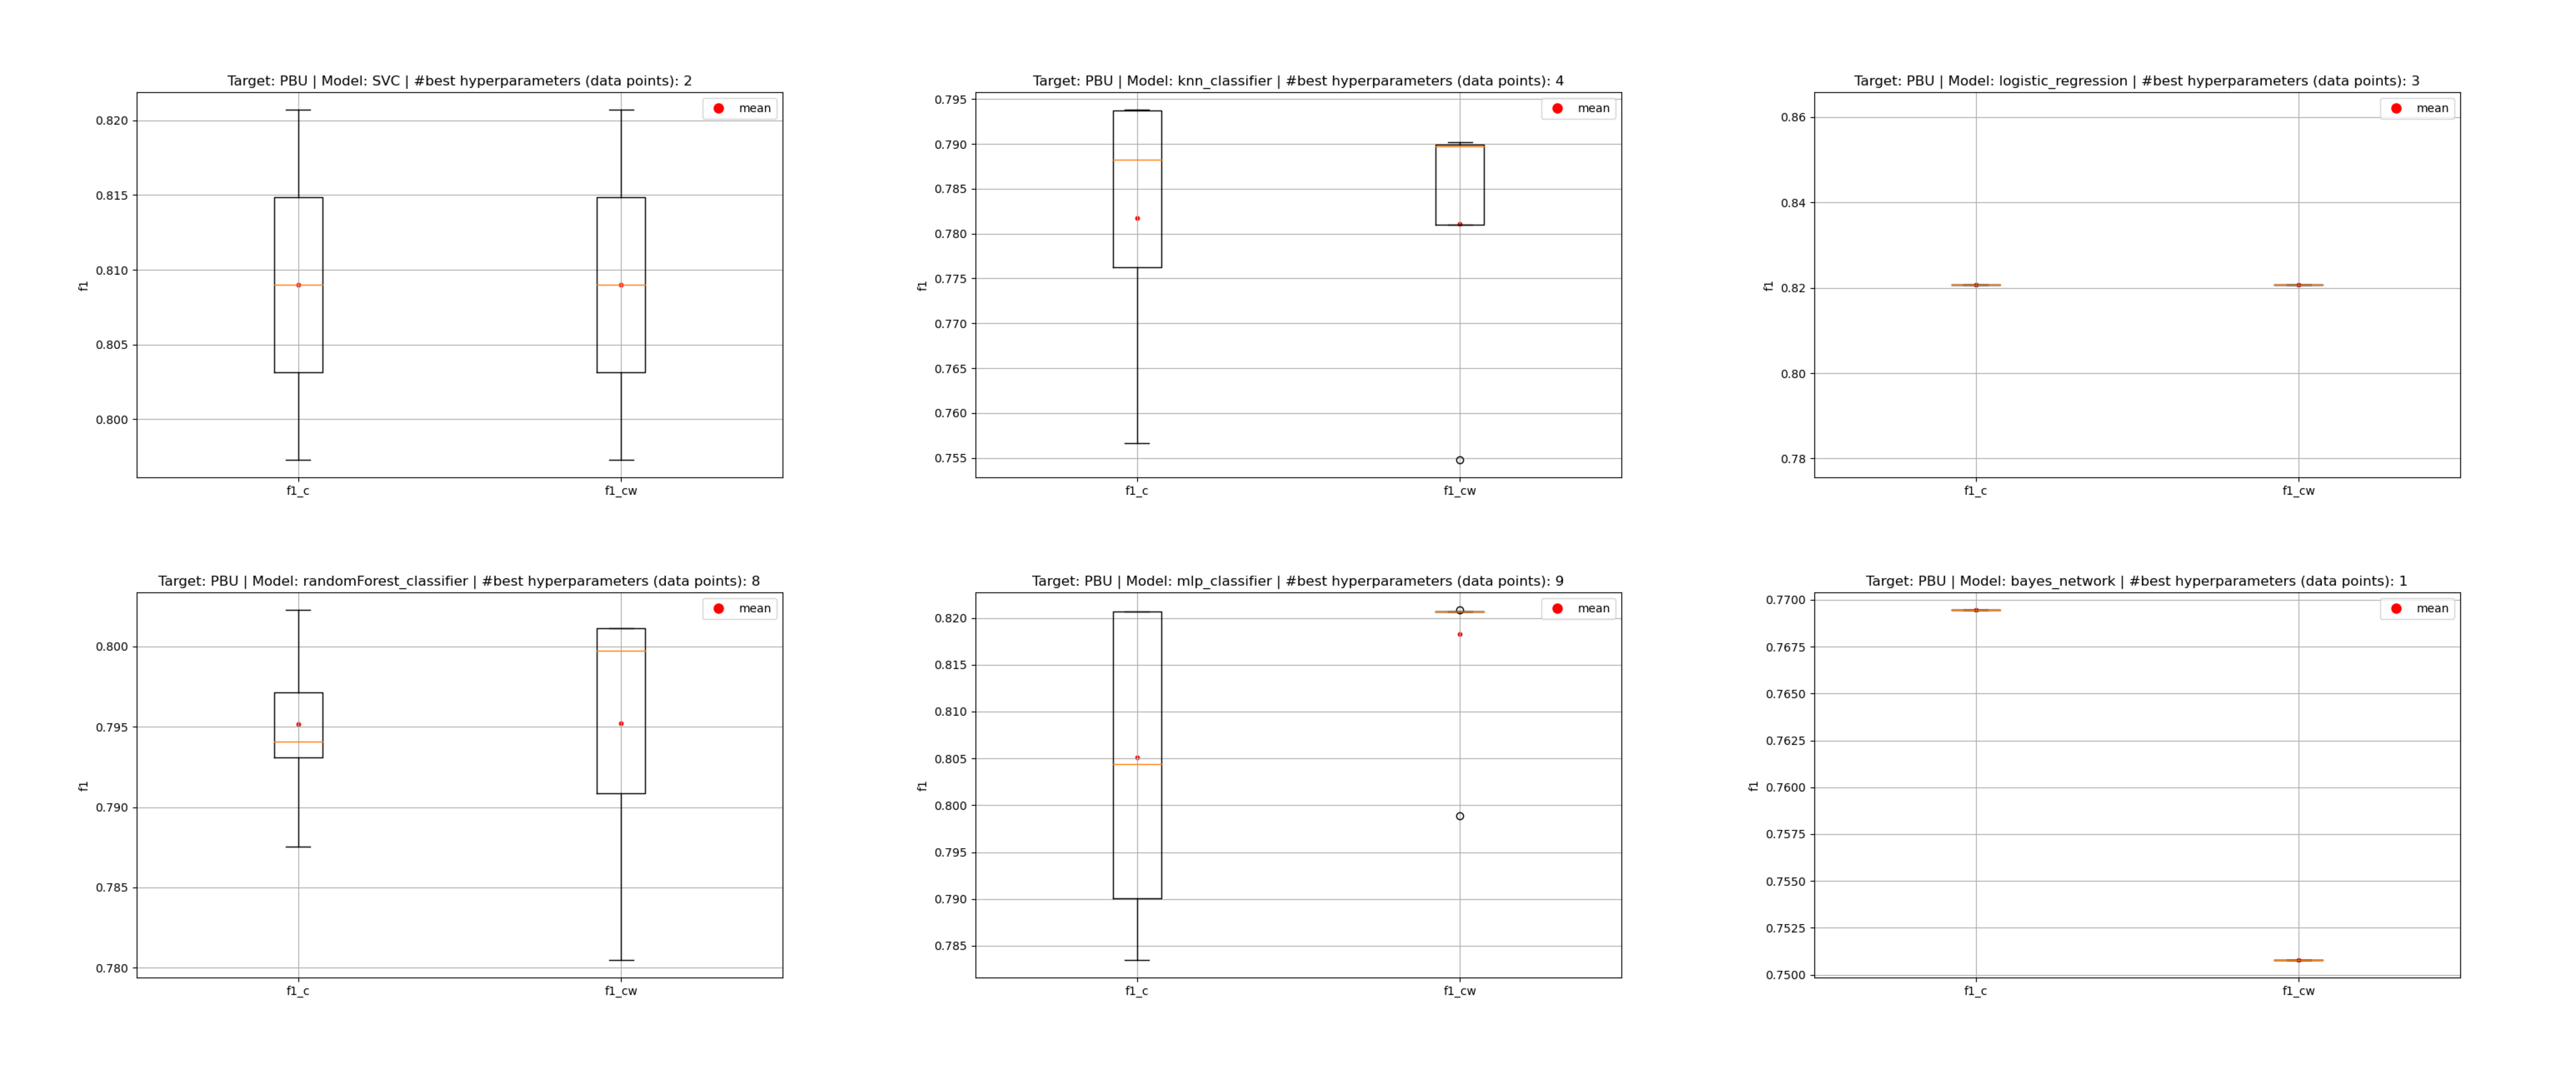 Target: PBU | Model: SVC | #best hyperparameters (data points): 2
mean
0.820
0.815
0.810
0.805
0.800
f1
f1_c
f1_cw
Target: PBU | Model: knn_classifier | #best hyperparameters (data points): 4
mean
0.795
0.790
0.785
0.780
0.775
0.770
0.765
0.760
0.755
f1
f1_c
f1_cw
Target: PBU | Model: logistic_regression | #best hyperparameters (data points): 3
mean
0.86
0.84
0.82
0.80
0.78
f1
f1_c
f1_cw
Target: PBU | Model: randomForest_classifier | #best hyperparameters (data points): 8
mean
0.800
0.795
0.790
0.785
0.780
f1
f1_c
f1_cw
Target: PBU | Model: mlp_classifier | #best hyperparameters (data points): 9
mean
0.820
0.815
0.810
0.805
0.800
0.795
0.790
0.785
f1
f1_c
f1_cw
Target: PBU | Model: bayes_network | #best hyperparameters (data points): 1
mean
0.7700
0.7675
0.7650
0.7625
0.7600
0.7575
0.7550
0.7525
0.7500
f1
f1_c
f1_cw